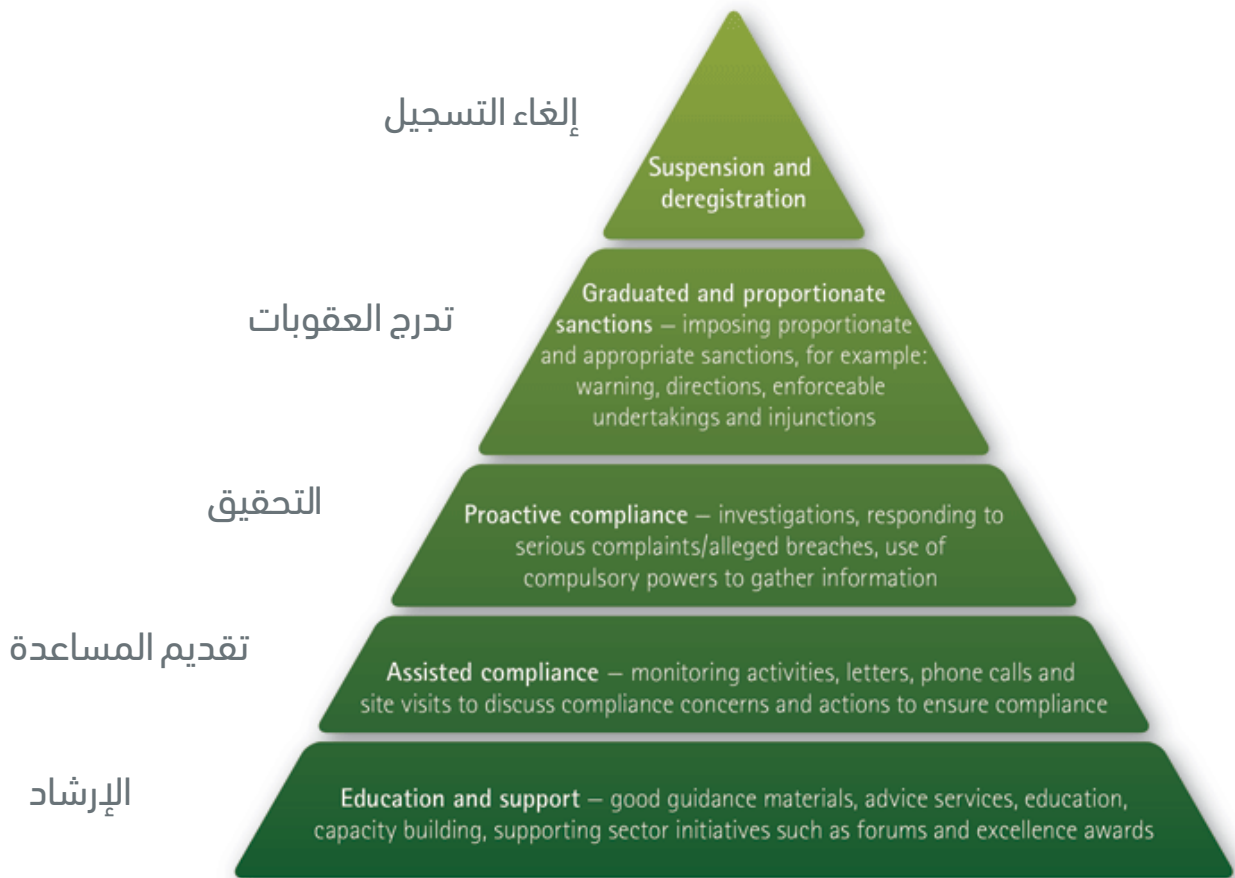 إلغاء التسجيل
Suspension and
deregistration
تدرج العقوبات
Graduated and proportionate
sanctions – imposing proportionate
and appropriate sanctions, for example:
warning, directions, enforceable
undertakings and injunctions
التحقيق
Proactive compliance – investigations, responding to
serious complaints/alleged breaches, use of
compulsory powers to gather information
تقديم المساعدة
Assisted compliance – monitoring activities, letters, phone calls and
site visits to discuss compliance concerns and actions to ensure compliance
الإرشاد
Education and support – good guidance materials, advice services, education,
capacity building, supporting sector initiatives such as forums and excellence awards